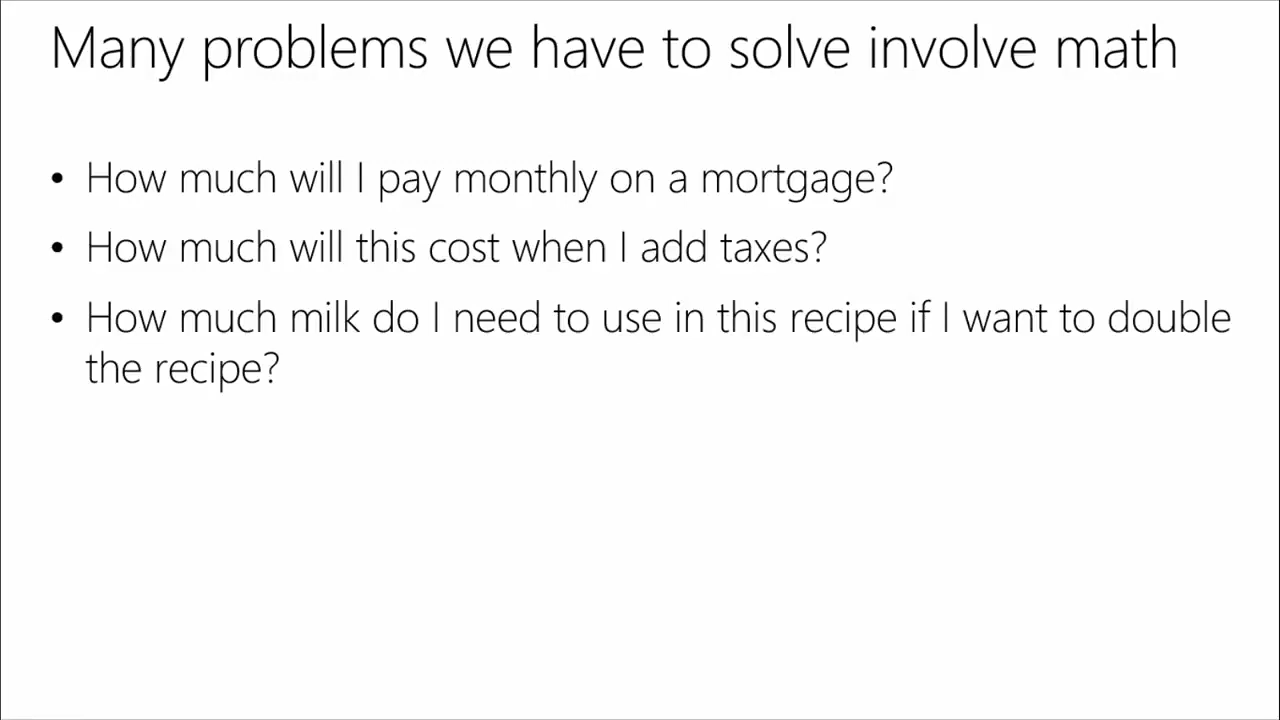 Many problems we have to solve involve math
• How much will I pay monthly on a mortgage?
• How much will this cost when I add taxes?
• How much milk do I need to use in this recipe if I want to double
the recipe?